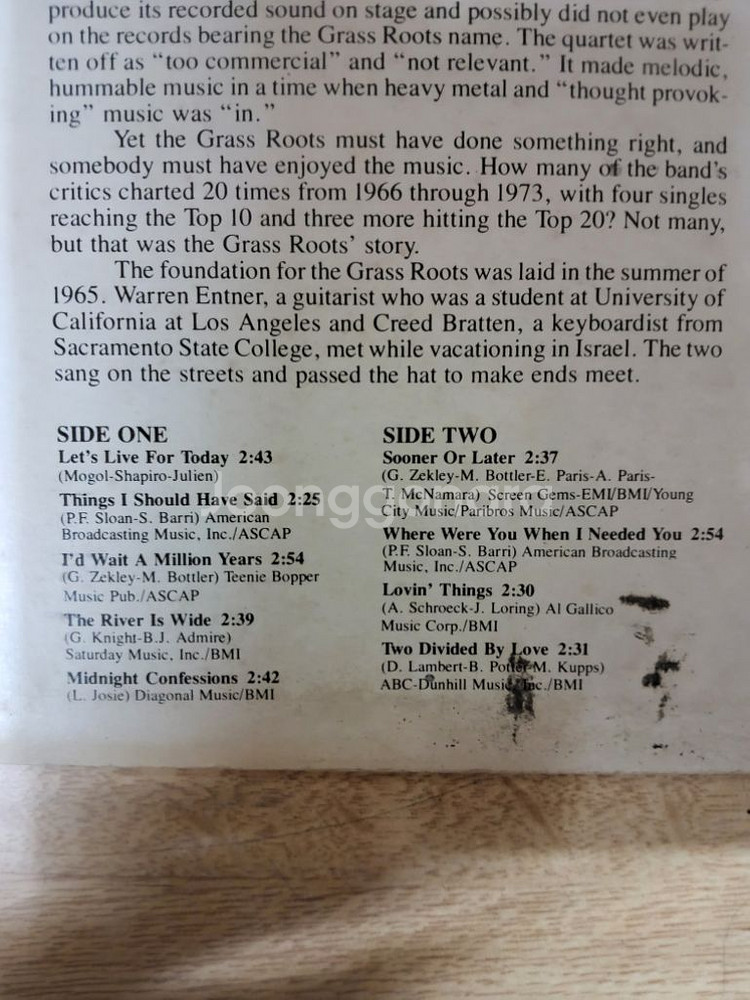 produce its recorded sound on stage and possibly did not even play
on the records bearing the Grass Roots name. The quartet was writ-
ten off as “too commercial” and “not relevant.” It made melodic,
hummable music in a time when heavy metal and “thought provok-
ing” music was “in.”
Yet the Grass Roots must have done something right, and
somebody must have enjoyed the music. How many of the band’s
critics charted 20 times from 1966 through 1973, with four singles
reaching the Top 10 and three more hitting the Top 20? Not many,
but that was the Grass Roots’ story.
The foundation for the Grass Roots was laid in the summer of
1965. Warren Entner, a guitarist who was a student at University of
California at Los Angeles and Creed Bratten, a keyboardist from
Sacramento State College, met while vacationing in Israel. The two
sang on the streets and passed the hat to make ends meet.
SIDE ONE
Let’s Live For Today 2:43
(Mogol-Shapiro-Julien)
Things I Should Have Said 2:25
(P.F. Sloan-S. Barri) American
Broadcasting Music, Inc./ASCAP
I’d Wait A Million Years 2:54
(G. Zekley-M. Bottler) Teenie Bopper
Music Pub./ASCAP
The River Is Wide 2:39
(G. Knight-B.J. Admire)
Saturday Music, Inc./BMI
Midnight Confessions 2:42
(L. Josie) Diagonal Music/BMI
SIDE TWO
Sooner Or Later 2:37
(G. Zekley-M. Bottler-E. Paris-A. Paris-
T. McNamara) Screen Gems-EMI/BMI/Young
City Music/Paribros Music/ASCAP
Where Were You When I Needed You 2:54
(P.F. Sloan-S. Barri) American Broadcasting
Music, Inc./ASCAP
Lovin’ Things 2:30
(A. Schroeck-J. Loring) Al Gallico
Music Corp./BMI
Two Divided By Love 2:31
(D. Lambert-B. Potter-M. Kupps)
ABC-Dunhill Music, Inc./BMI